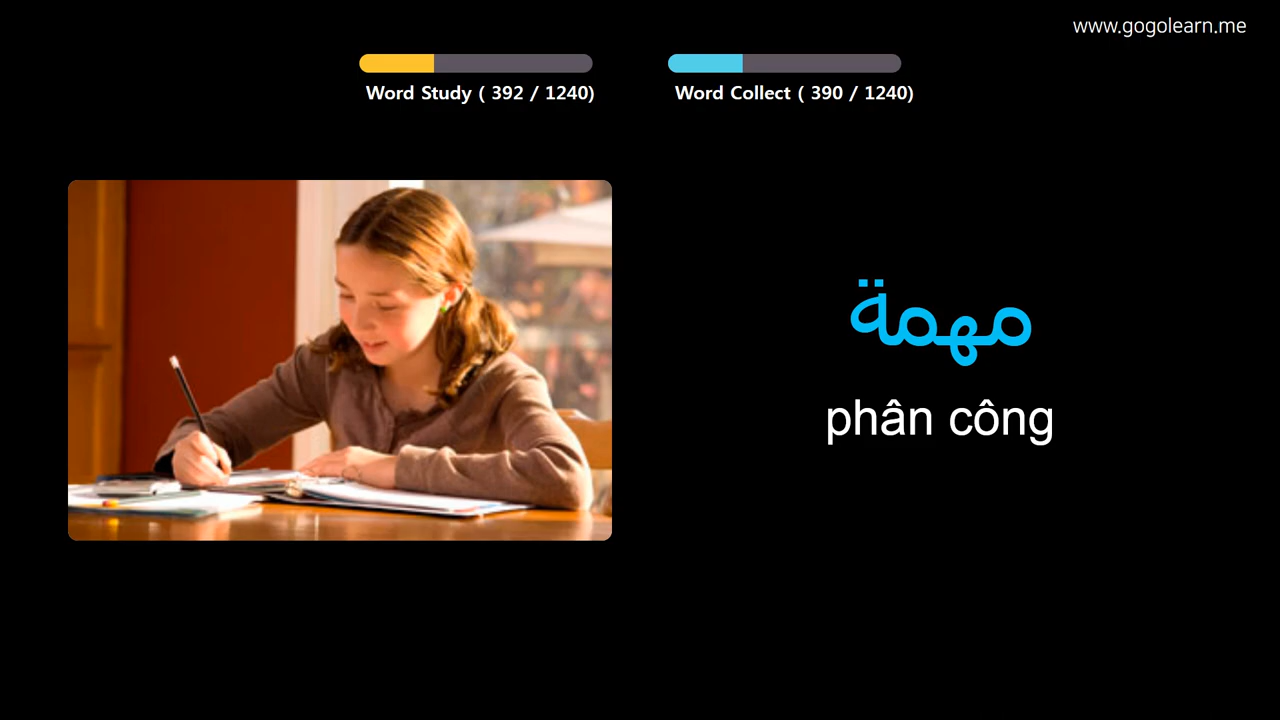 www.gogolearn.me
Word Study ( 392 / 1240)
Word Collect ( 390 / 1240)
مهمة
phân công